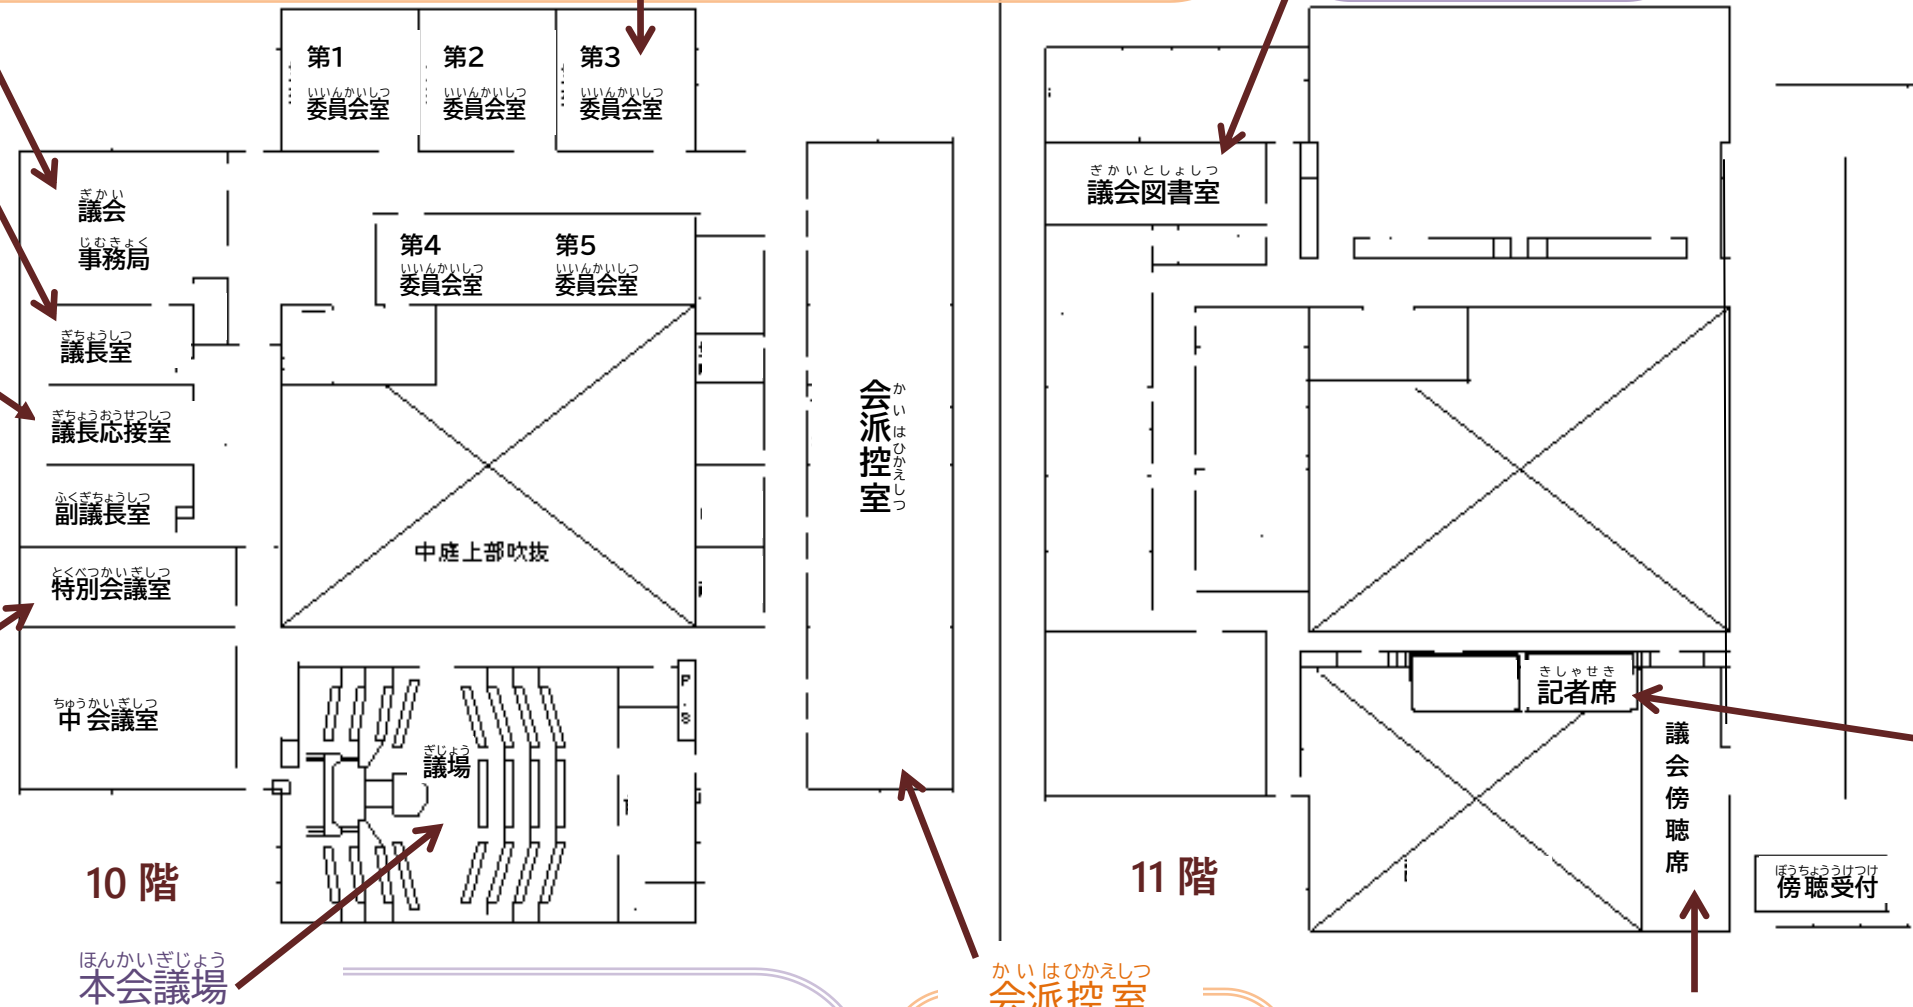 第1
いいんかいしつ
委員会室
第2
いいんかいしつ
委員会室
第3
いいんかいしつ
委員会室
ぎかい
議会
じむきょく
事務局
第4
いいんかいしつ
委員会室
第5
いいんかいしつ
委員会室
ぎちょうしつ
議長室
ぎちょうおうせつしつ
議長応接室
ふくぎちょうしつ
副議長室
とくべつかいぎしつ
特別会議室
ちゅうかいぎしつ
中会議室
中庭上部吹抜
ぎじょう
議場
P
S
かいはひかえしつ
会派控室
10階
ほんかいぎじょう
本会議場
かいはひかえしつ
会派控室
ぎかいとしょしつ
議会図書室
きしゃせき
記者席
議会傍聴席
ぼうちょううけつけ
傍聴受付
11階